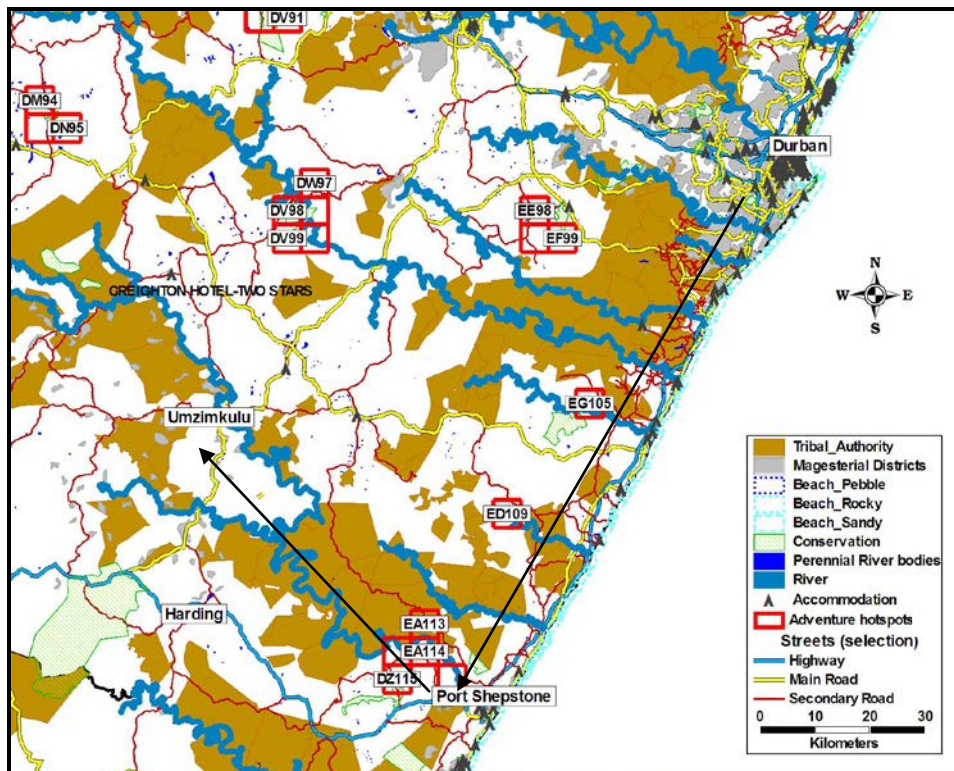 DV91
DM94
DN95
Durban
DW97
DV98
EE98
DV99
EF99
N
W E
S
CREIGHTON HOTEL-TWO STARS
EG105
Umzimkulu
ED109
Harding
EA113
EA114
DZ115
Port Shepstone
Tribal_Authority
Magesterial Districts
Beach_Pebble
Beach_Rocky
Beach_Sandy
Conservation
Perennial River bodies
River
Accommodation
Adventure hotspots
Streets (selection)
Highway
Main Road
Secondary Road
0 10 20 30
Kilometers